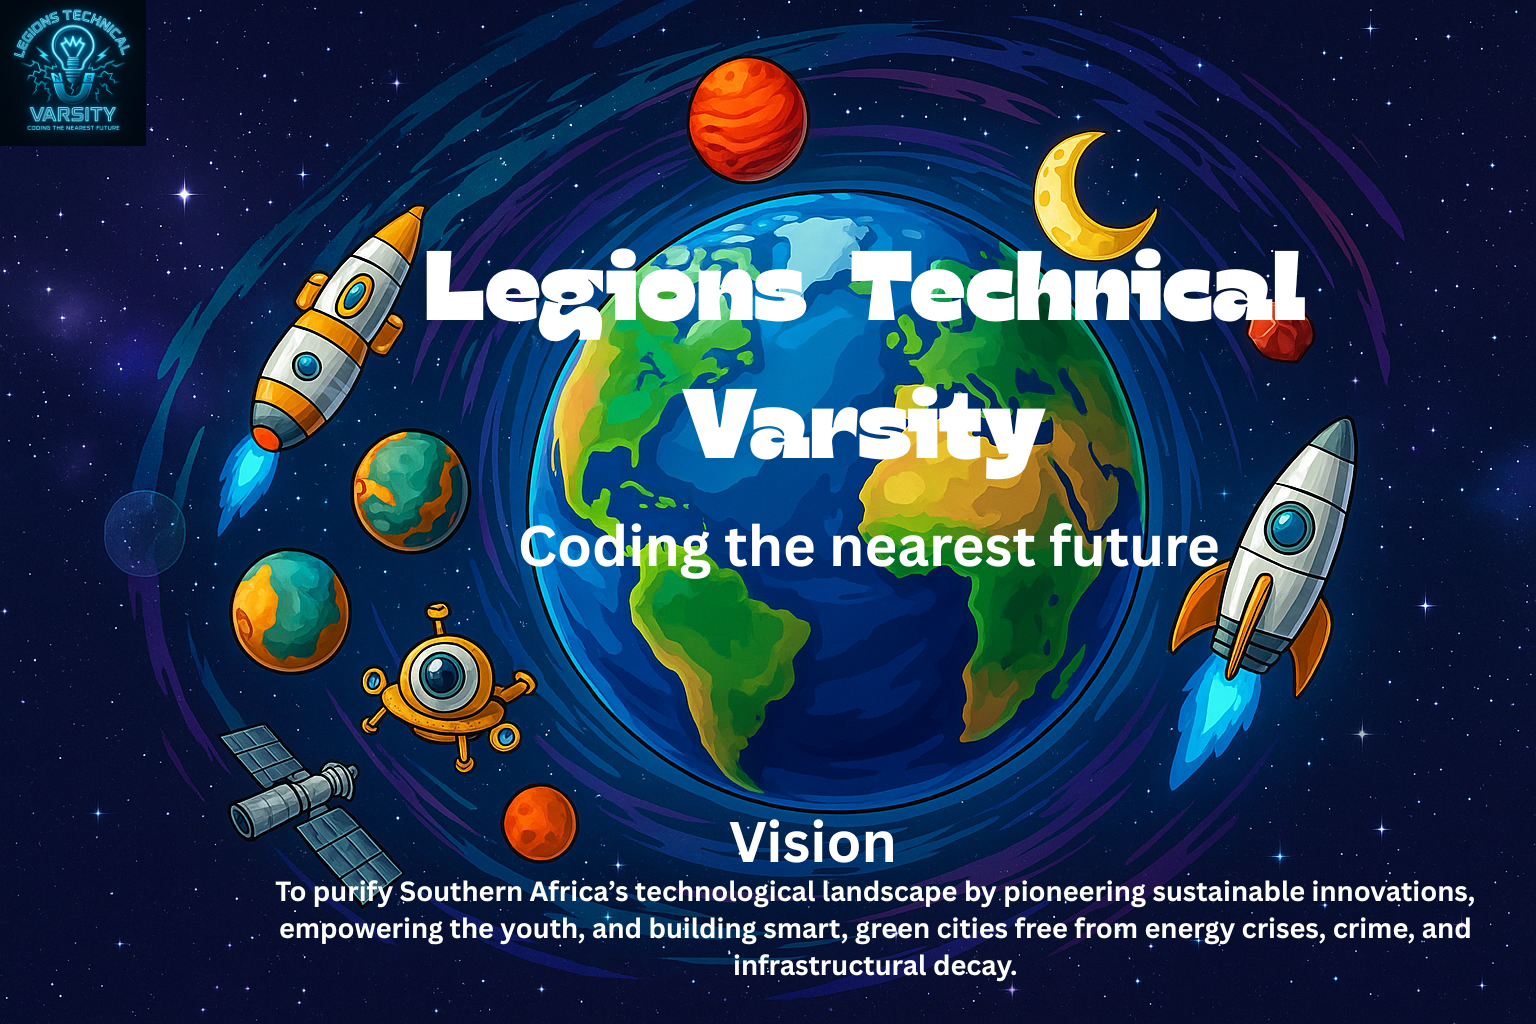 LEGIONS TECHNICAL
VARSITY
CODING THE NEAREST FUTURE
Legions Technical
Varsity
Coding the nearest future
Vision
To purify Southern Africa’s technological landscape by pioneering sustainable innovations,
empowering the youth, and building smart, green cities free from energy crises, crime, and
infrastructural decay.